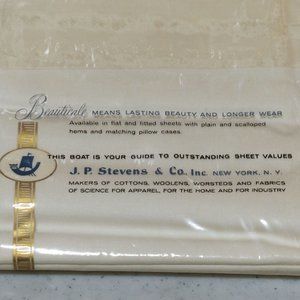 Beauticale MEANS LASTING BEAUTY AND LONGER WEAR
Available in flat and fitted sheets with plain and scalloped
hems and matching pillow cases.
THIS BOAT IS YOUR GUIDE TO OUTSTANDING SHEET VALUES
J. P. Stevens & Co. Inc. NEW YORK, N. Y.
MAKERS OF COTTONS, WOOLENS, WORSTEDS AND FABRICS
OF SCIENCE FOR APPAREL, FOR THE HOME AND FOR INDUSTRY